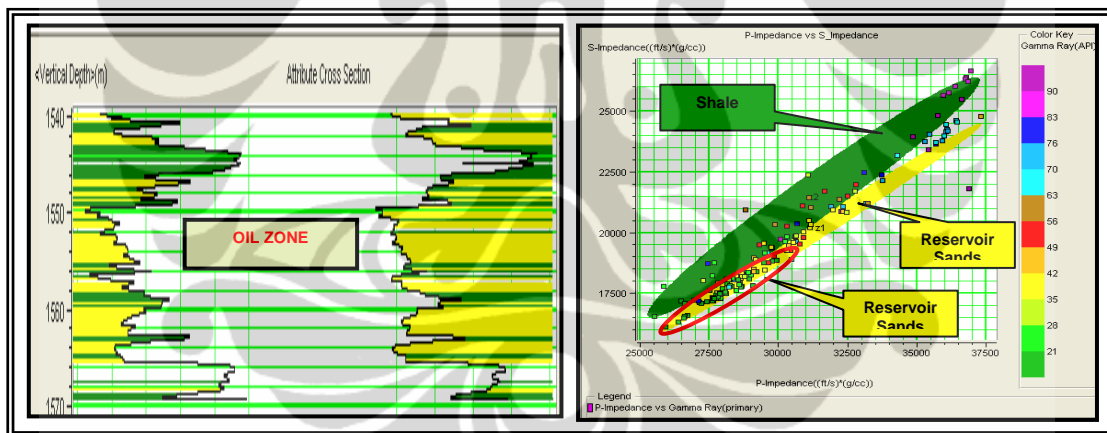 <Vertical Depth>(m)
Attribute Cross Section
1540
1550
1560
1570
OIL ZONE
P-Impedance vs S_Impedance
S-Impedance((ft/s)*(g/cc))
25000
22500
20000
17500
25000
27500
30000
32500
35000
37500
P-Impedance((ft/s)*(g/cc))
Shale
z1
Reservoir
Sands
Reservoir
Sands
Color Key
Gamma Ray(API)
90
83
76
70
63
56
49
42
35
28
21
Legend
P-Impedance vs Gamma Ray(primary)